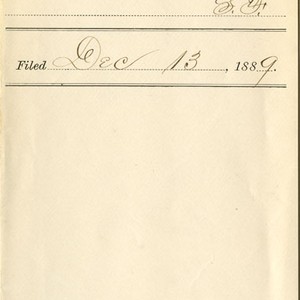 S. F.
Filed Dec 13, 1889.